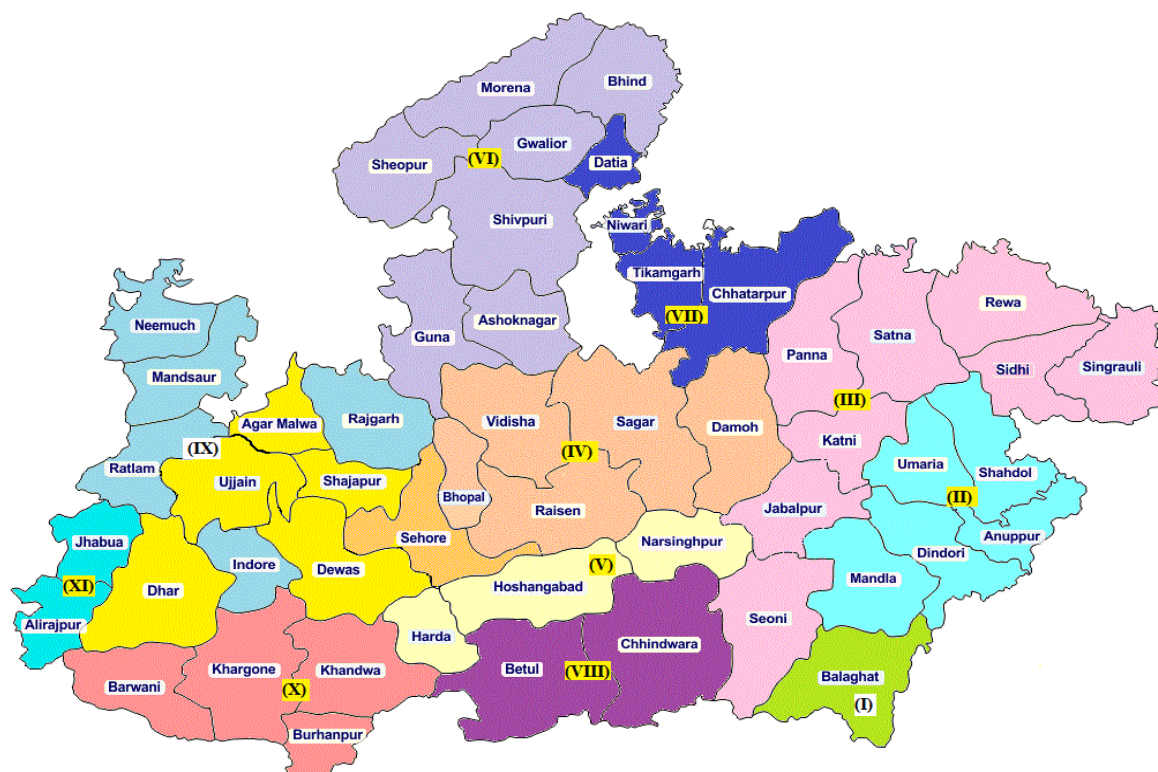 Morena
Bhind
Gwalior
(VI)
Sheopur
Datia
Shivpuri
Niwari
Tikamgarh
Chhatarpur
Rewa
(VII)
Ashoknagar
Neemuch
Guna
Satna
Panna
Sidhi
Singrauli
Mandsaur
(III)
Agar Malwa
Rajgarh
Vidisha
Sagar
Damoh
Katni
(IX)
(IV)
Ratlam
Umaria
Shahdol
Ujjain
Shajapur
Bhopal
Raisen
Jabalpur
(II)
Jhabua
Sehore
Narsinghpur
Anuppur
Indore
Dewas
(V)
Dindori
(XI)
Dhar
Hoshangabad
Mandla
Alirajpur
Harda
Chhindwara
Seoni
Khargone
Khandwa
Betul
(VIII)
Balaghat
Barwani
(X)
(I)
Burhanpur